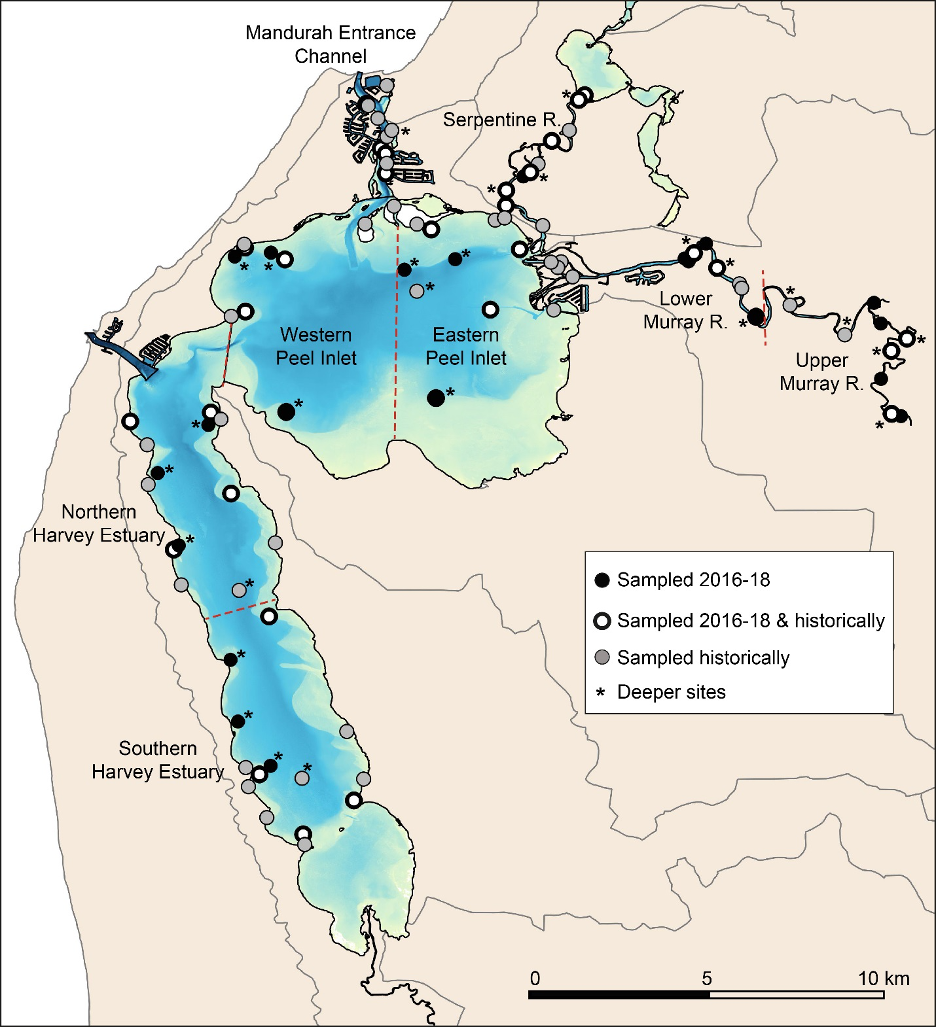 Mandurah Entrance
Channel
Serpentine R.
Lower
Murray R.
Upper
Murray R.
Western
Peel Inlet
Eastern
Peel Inlet
Northern
Harvey Estuary
Southern
Harvey Estuary
Sampled 2016-18
Sampled 2016-18 & historically
Sampled historically
* Deeper sites
0 5 10 km